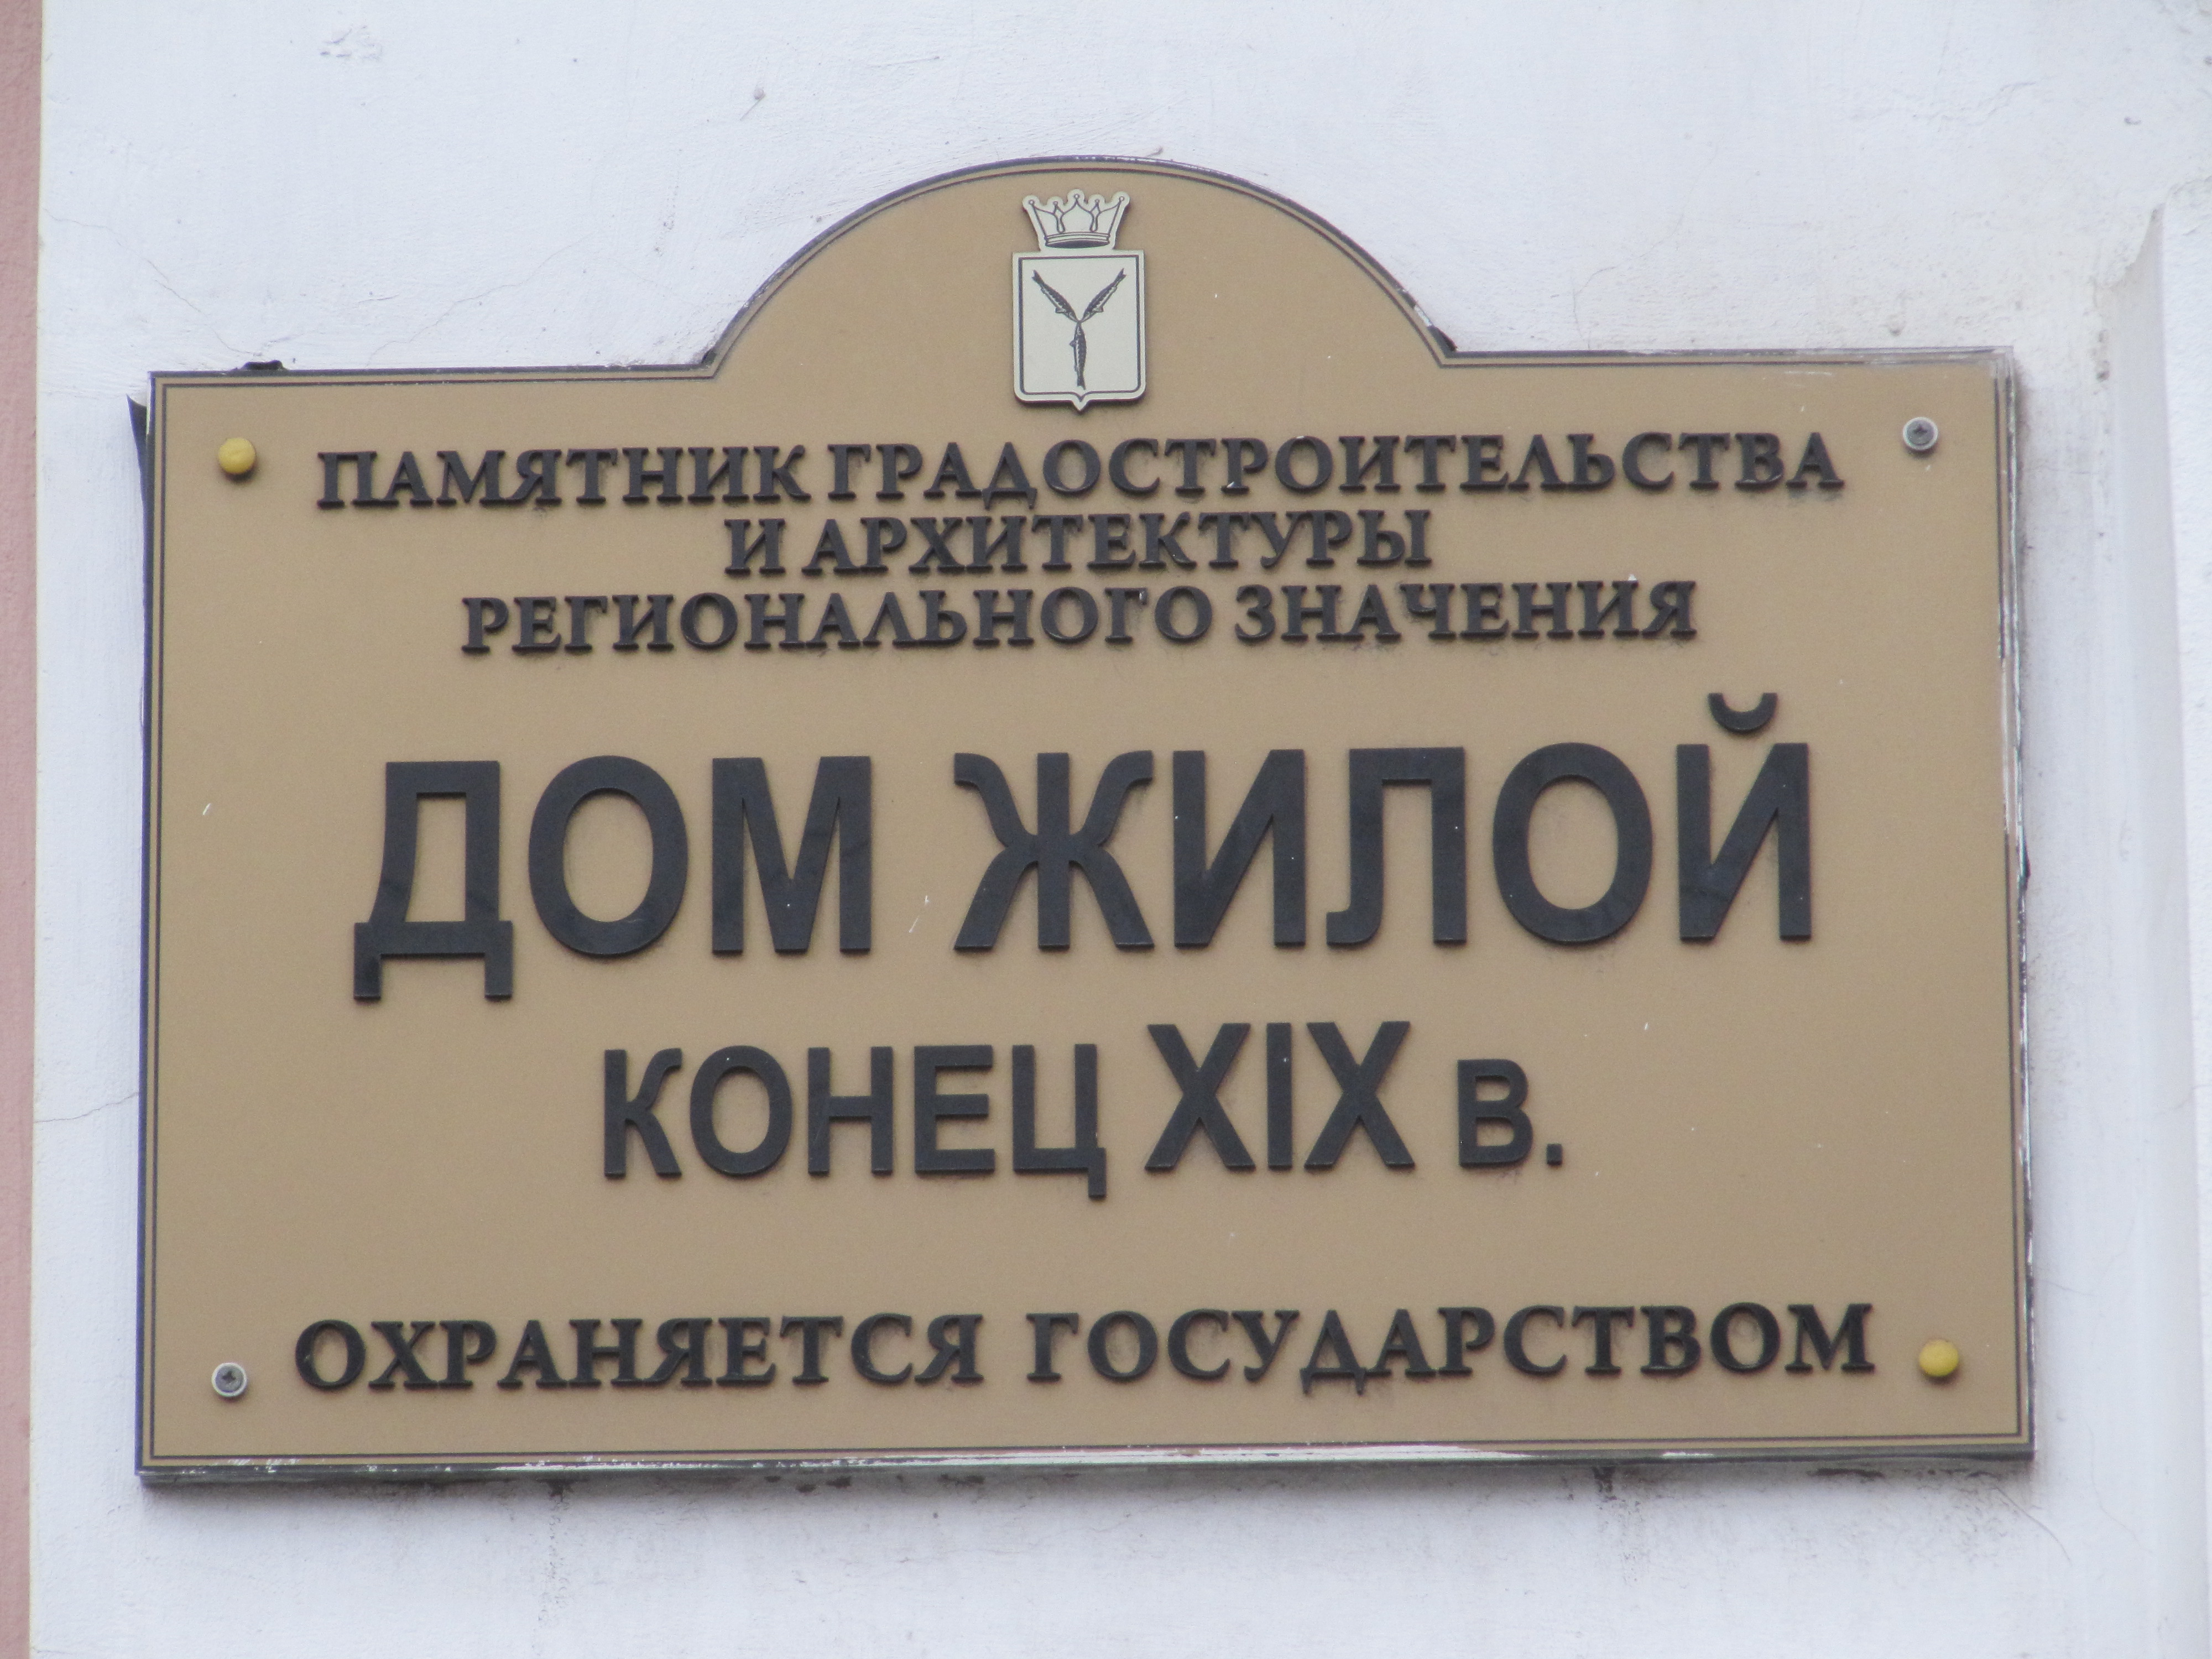 ПАМЯТНИК ГРАДОСТРОИТЕЛЬСТВА
И АРХИТЕКТУРЫ
РЕГИОНАЛЬНОГО ЗНАЧЕНИЯ
ДОМ ЖИЛОЙ
КОНЕЦ XIX В.
ОХРАНЯЕТСЯ ГОСУДАРСТВОМ